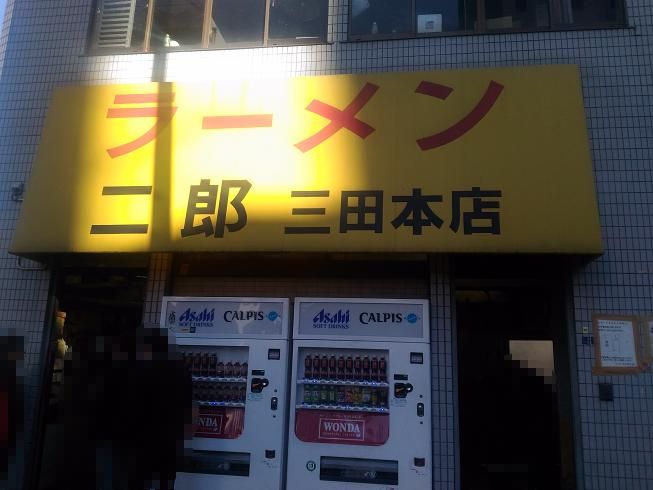 ラーメン
二郎 三田本店
Asahi CALPIS
SOFT DRINKS
Asahi CALPIS
SOFT DRINKS
WONDA
WONDA